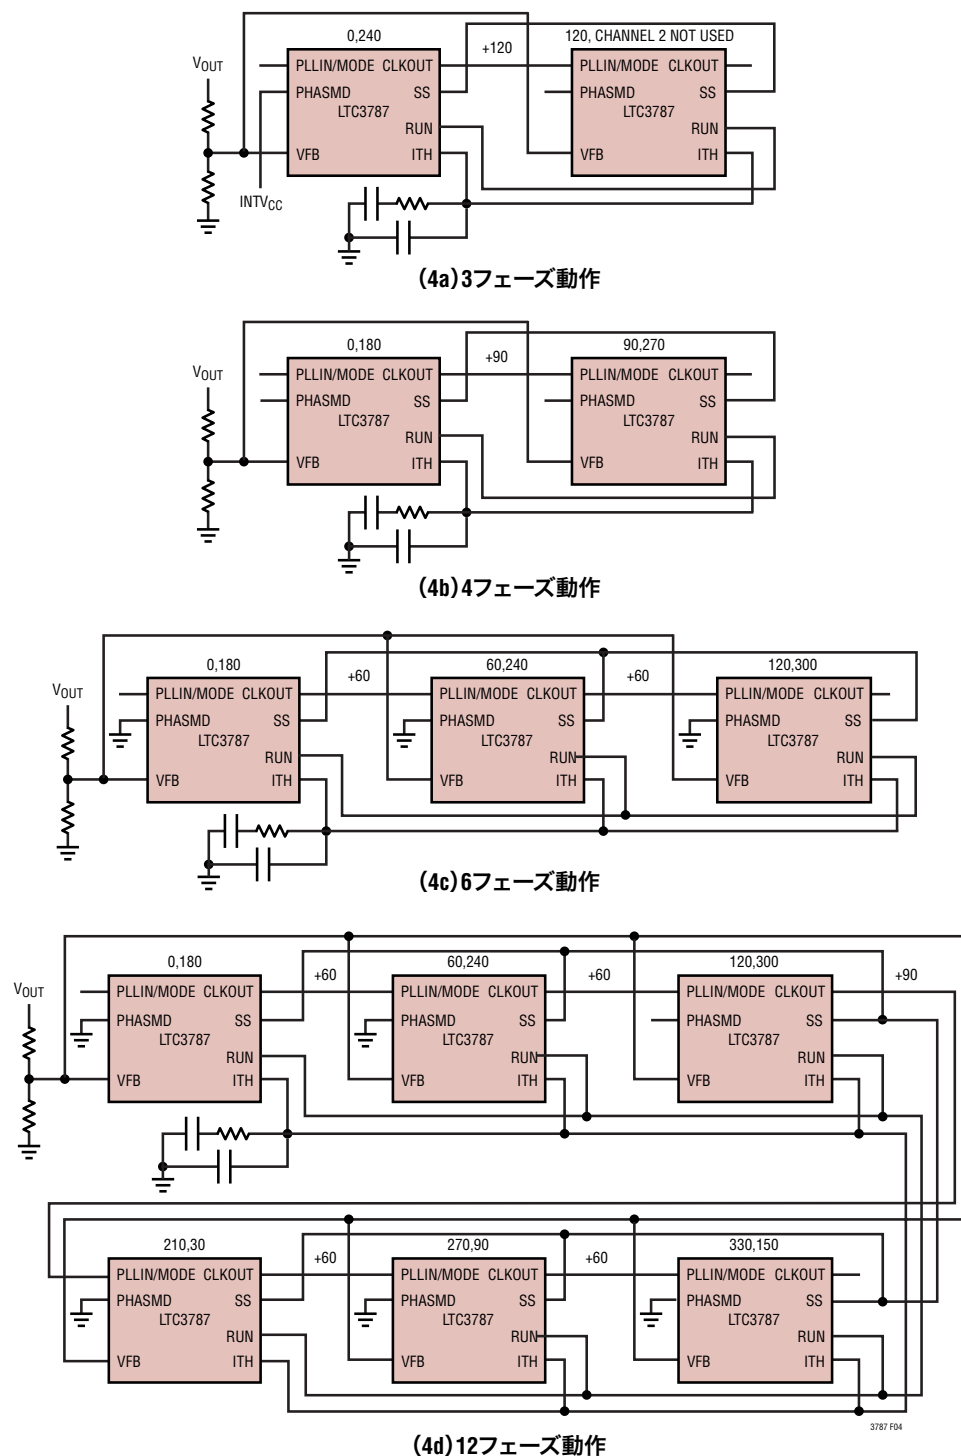 0,240
120, CHANNEL 2 NOT USED
+120
VOUT
PLLIN/MODE CLKOUT
PHASMD SS
LTC3787
RUN
VFB ITH
PLLIN/MODE CLKOUT
PHASMD SS
LTC3787
RUN
VFB ITH
INTVCC
(4a)3フェーズ動作
0,180
90,270
+90
VOUT
PLLIN/MODE CLKOUT
PHASMD SS
LTC3787
RUN
VFB ITH
PLLIN/MODE CLKOUT
PHASMD SS
LTC3787
RUN
VFB ITH
(4b)4フェーズ動作
0,180
60,240
120,300
+60
+60
VOUT
PLLIN/MODE CLKOUT
PHASMD SS
LTC3787
RUN
VFB ITH
PLLIN/MODE CLKOUT
PHASMD SS
LTC3787
RUN
VFB ITH
PLLIN/MODE CLKOUT
PHASMD SS
LTC3787
RUN
VFB ITH
(4c)6フェーズ動作
0,180
60,240
120,300
+60
+60
+90
VOUT
PLLIN/MODE CLKOUT
PHASMD SS
LTC3787
RUN
VFB ITH
PLLIN/MODE CLKOUT
PHASMD SS
LTC3787
RUN
VFB ITH
PLLIN/MODE CLKOUT
PHASMD SS
LTC3787
RUN
VFB ITH
210,30
270,90
330,150
+60
+60
PLLIN/MODE CLKOUT
PHASMD SS
LTC3787
RUN
VFB ITH
PLLIN/MODE CLKOUT
PHASMD SS
LTC3787
RUN
VFB ITH
PLLIN/MODE CLKOUT
PHASMD SS
LTC3787
RUN
VFB ITH
3787 F04
(4d)12フェーズ動作